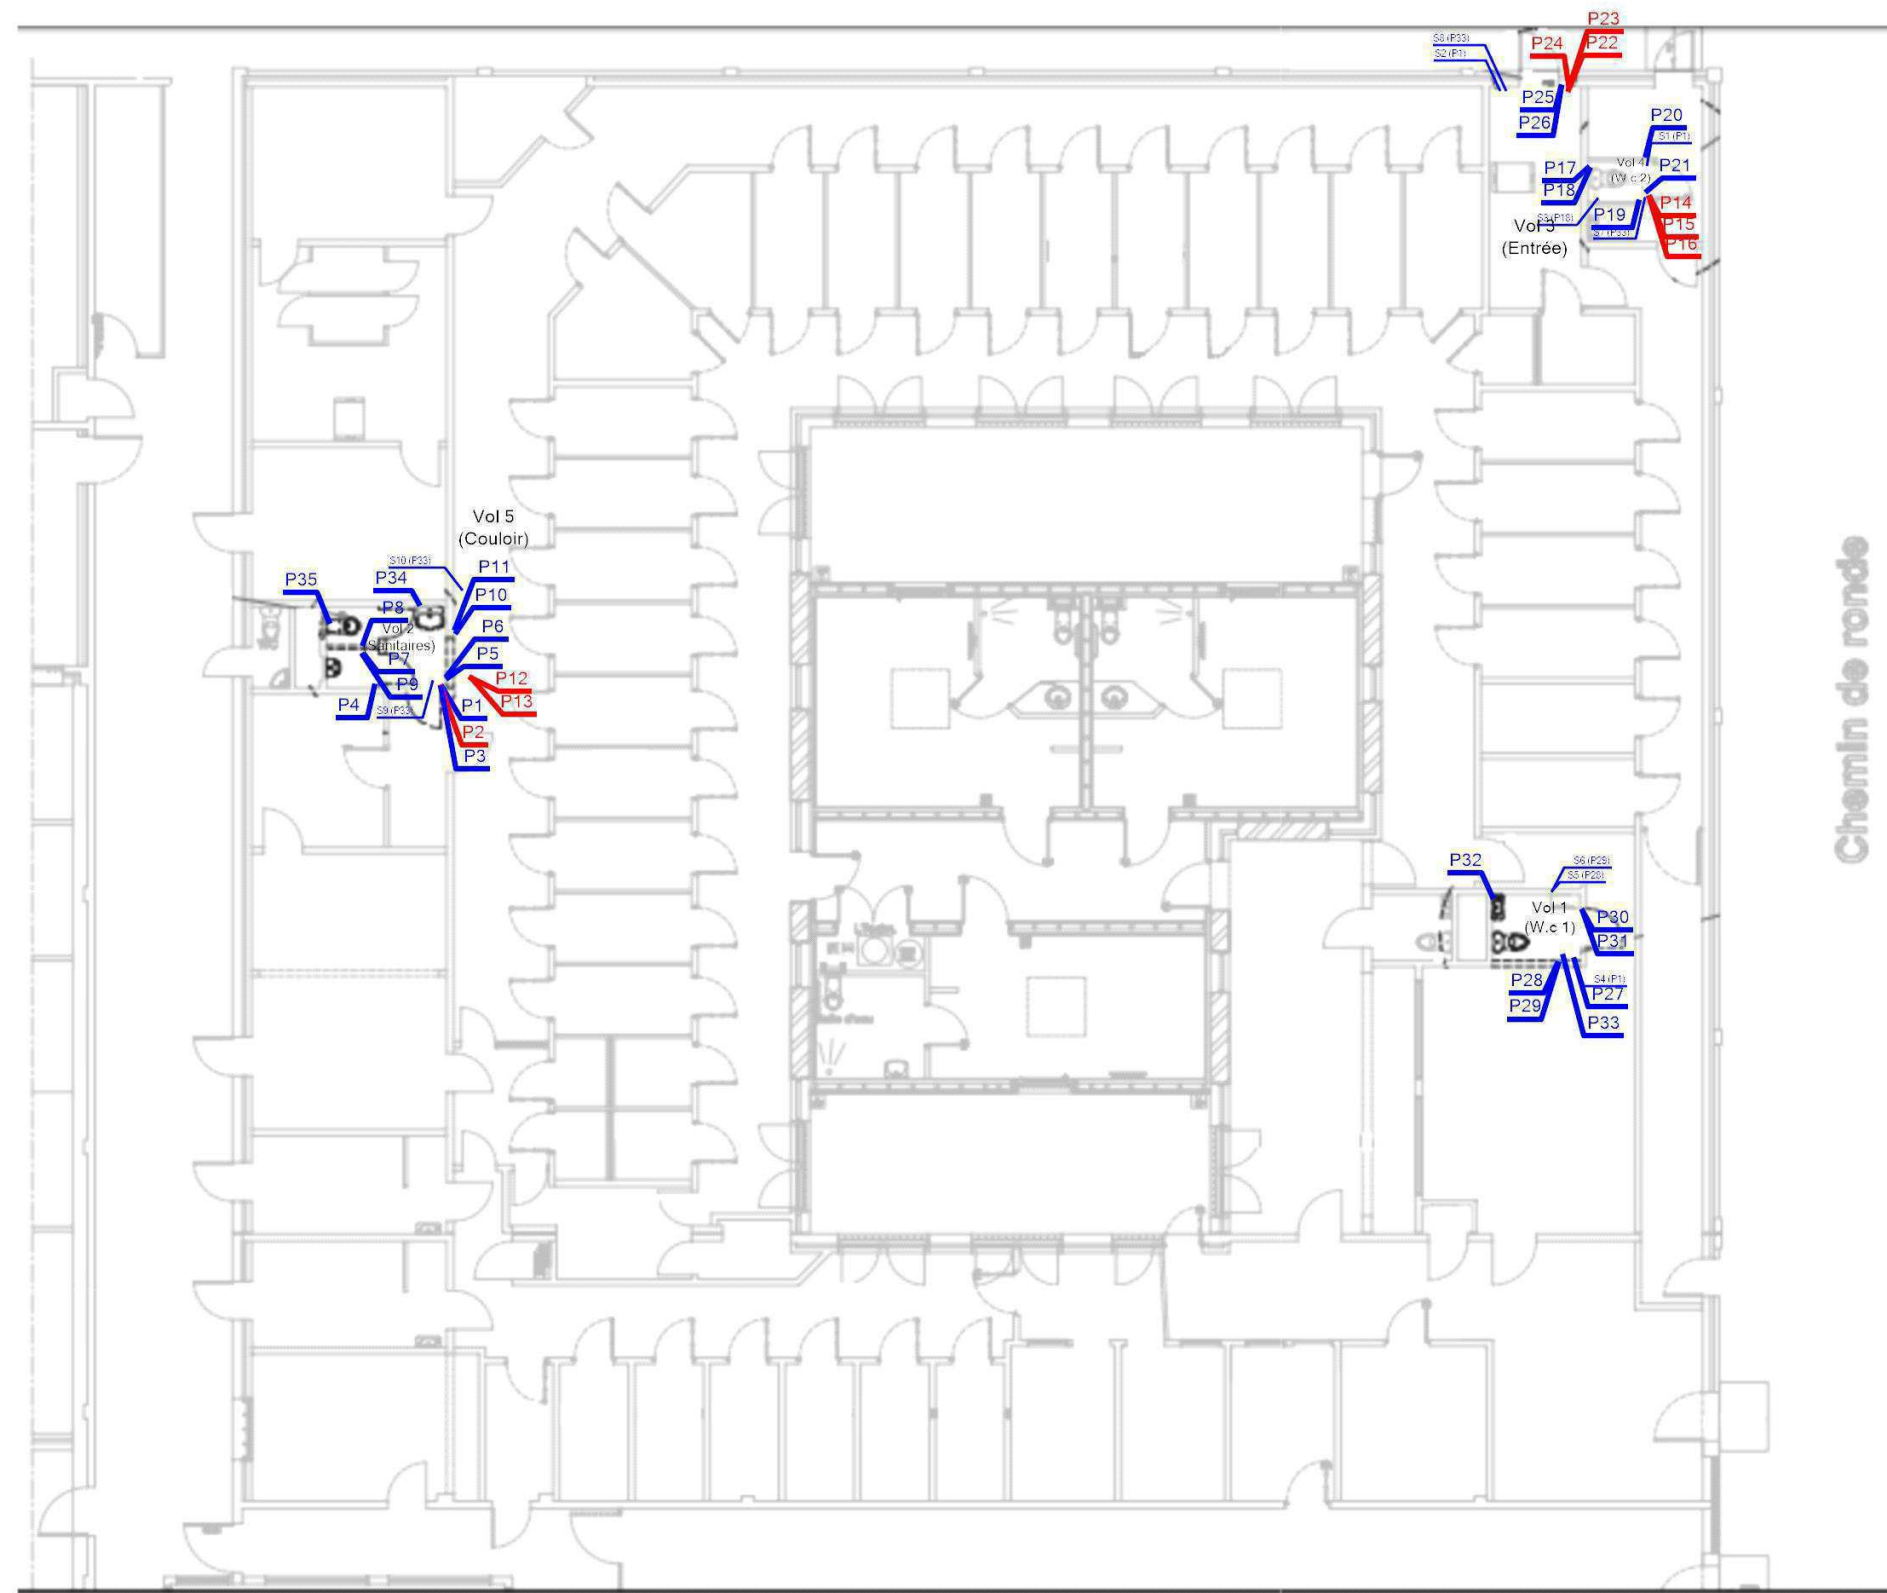 P23
P24
P22
S8 (P33)
S2 (P1)
P25
P26
P20
S1 (P1)
Vol 4
(W.c 2)
P21
P17
P18
S3 (P18)
P19
S7 (P33)
P14
P15
P16
Vol 3
(Entrée)
Vol 5
(Couloir)
S10 (P33)
P11
P10
P35
P34
P8
Vol 2
(Sanitaires)
P6
P5
P7
P9
P12
P13
P4
S9 (P33)
P1
P2
P3
Chemin de ronde
P32
S6 (P29)
S5 (P28)
Vol 1
(W.c 1)
P30
P31
P28
P29
S4 (P1)
P27
P33